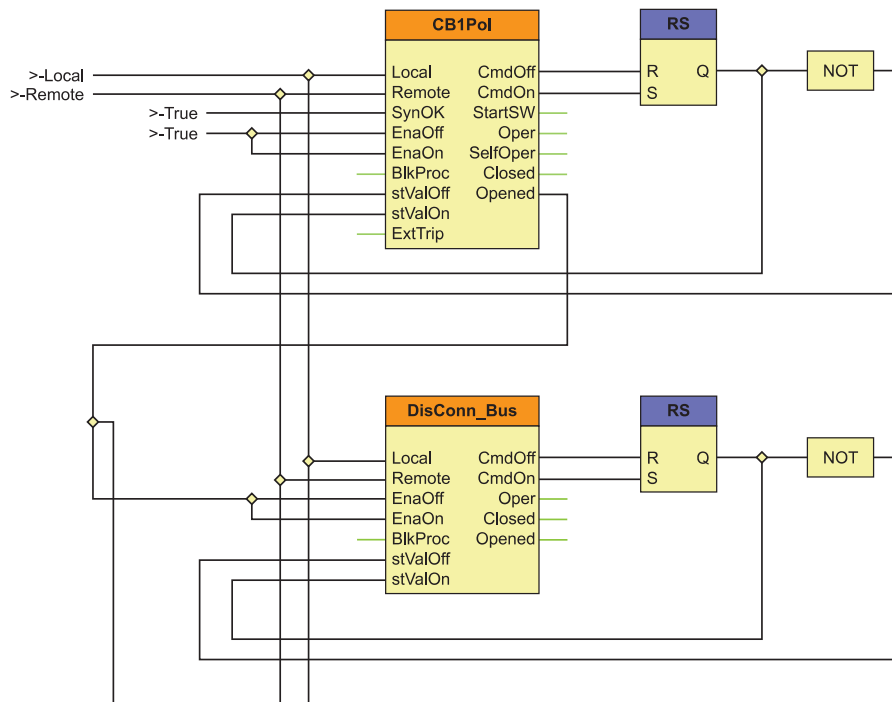 CB1Pol
RS
>-Local
>-Remote
>-True
>-True
Local
Remote
SynOK
EnaOff
EnaOn
BlkProc
stValOff
stValOn
ExtTrip
CmdOff
CmdOn
StartSW
Oper
SelfOper
Closed
Opened
R
S
Q
NOT
DisConn_Bus
RS
Local
Remote
EnaOff
EnaOn
BlkProc
stValOff
stValOn
CmdOff
CmdOn
Oper
Closed
Opened
R
S
Q
NOT